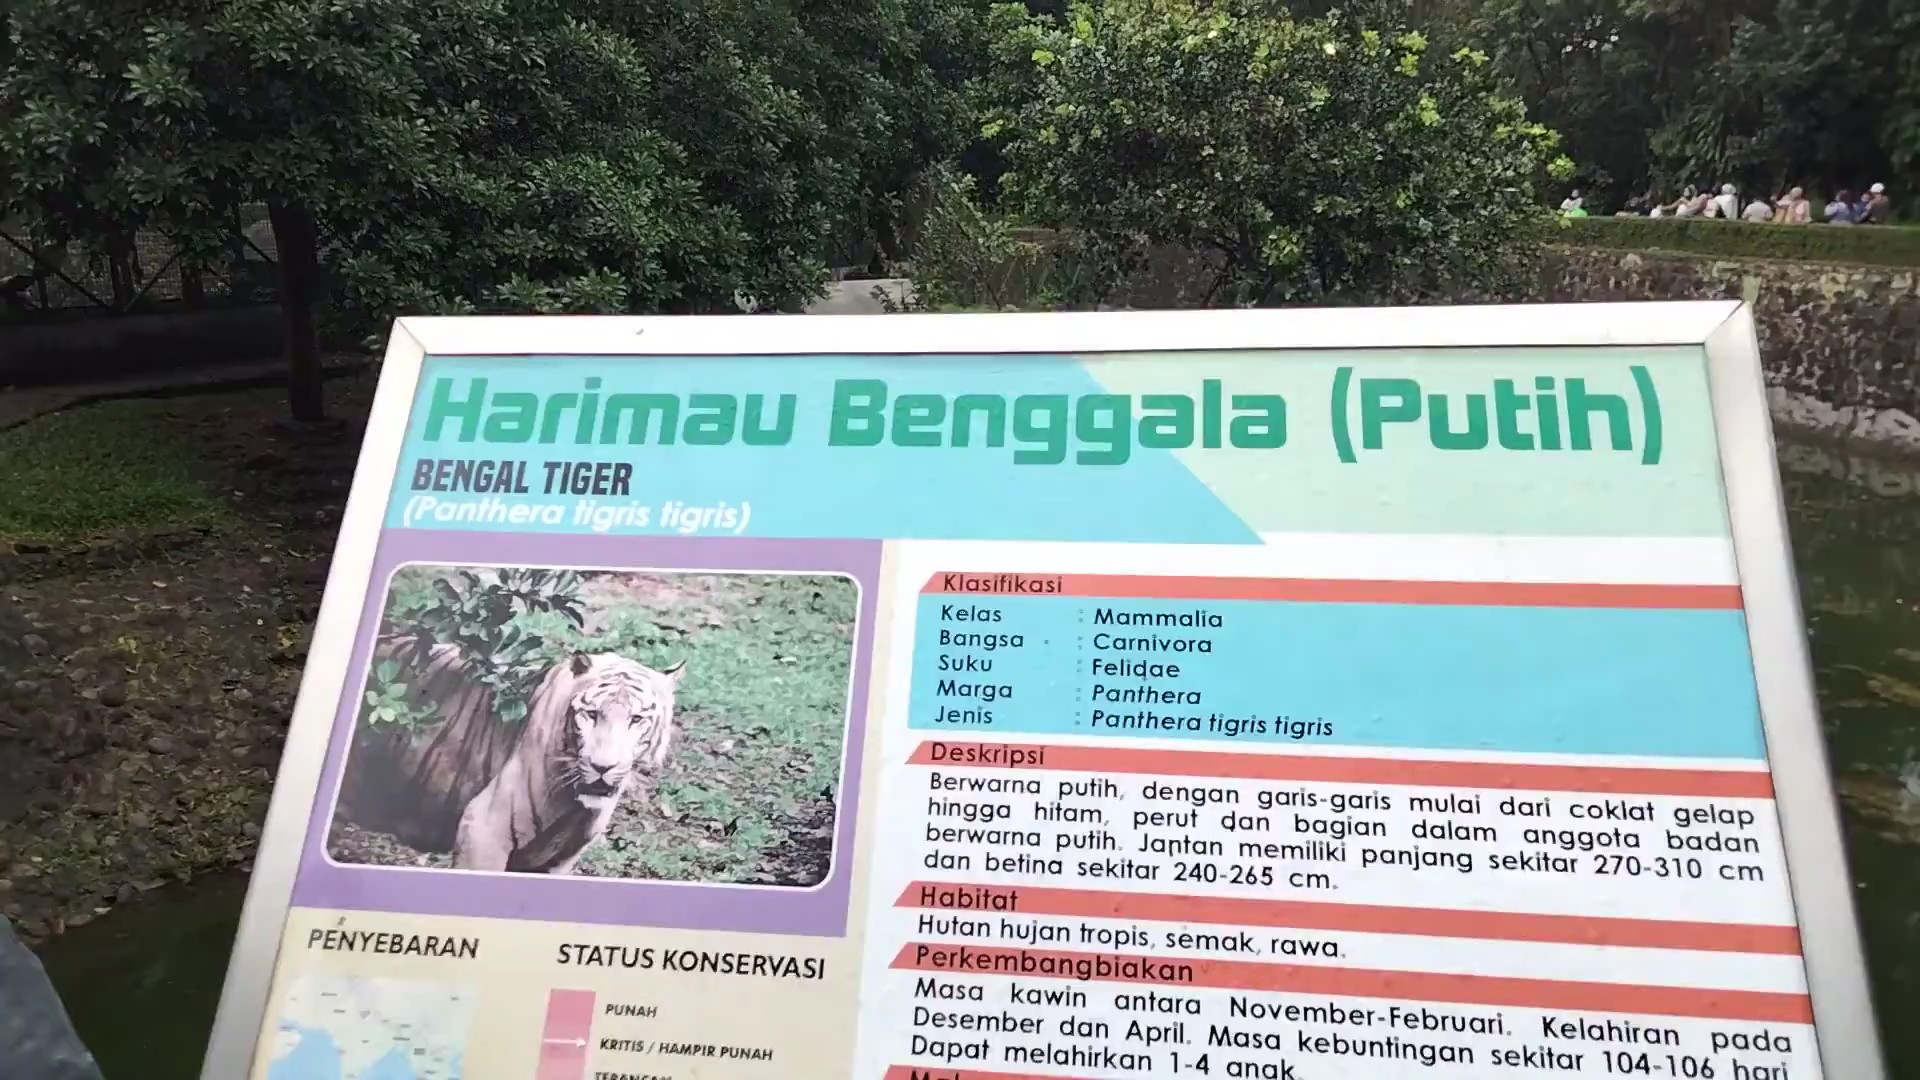 Harimau Benggala (Putih)
BENGAL TIGER
(Panthera tigris tigris)
Klasifikasi
Kelas : Mammalia
Bangsa : Carnivora
Suku : Felidae
Marga : Panthera
Jenis : Panthera tigris tigris
Deskripsi
Berwarna putih, dengan garis-garis mulai dari coklat gelap
hingga hitam, perut dan bagian dalam anggota badan
berwarna putih. Jantan memiliki panjang sekitar 270-310 cm
dan betina sekitar 240-265 cm.
Habitat
Hutan hujan tropis, semak, rawa.
Perkembangbiakan
Masa kawin antara November-Februari. Kelahiran pada
Desember dan April. Masa kebuntingan sekitar 104-106 hari
Dapat melahirkan 1-4 anak.
PENYEBARAN
STATUS KONSERVASI
PUNAH
KRITIS / HAMPIR PUNAH